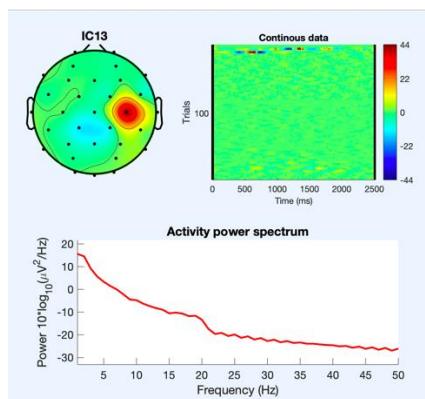 IC13
Continous data
Trials
100
0 500 1000 1500 2000 2500
Time (ms)
44
22
0
-22
-44
Activity power spectrum
Power 10*log10(μV2/Hz)
20
10
0
-10
-20
-30
5 10 15 20 25 30 35 40 45 50
Frequency (Hz)